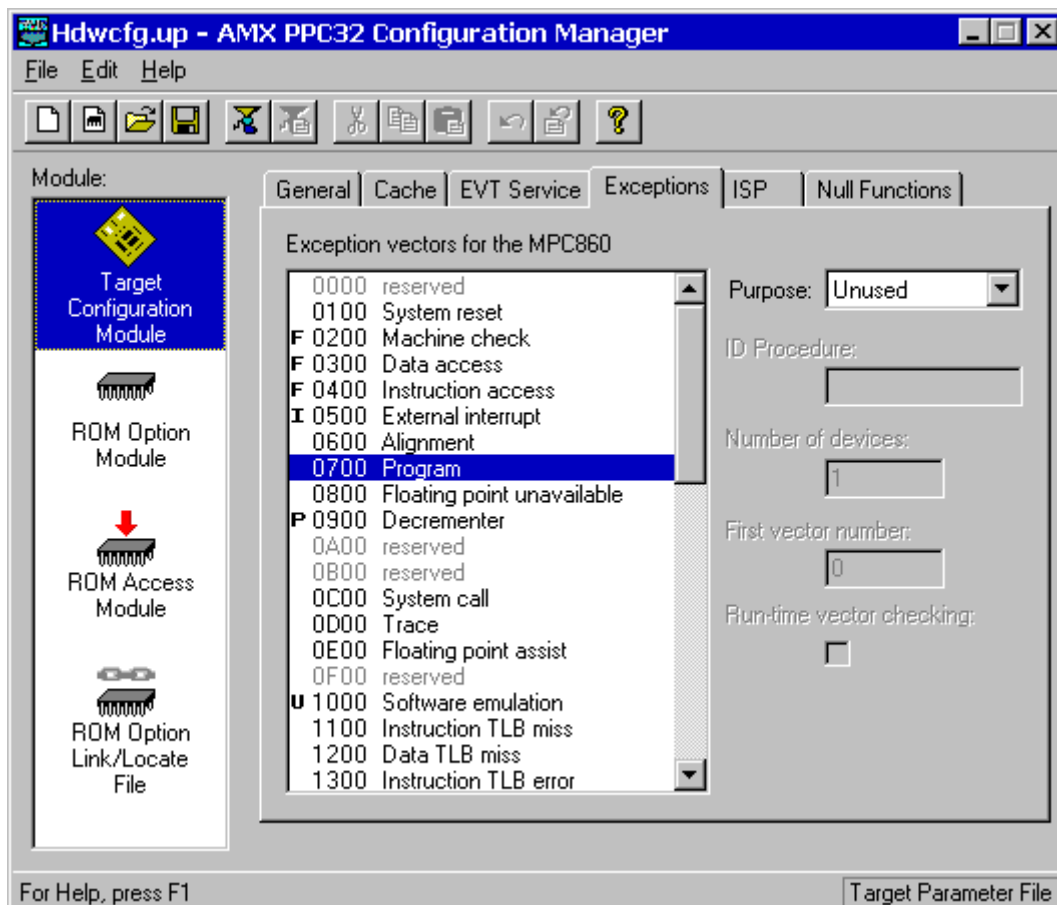 Hdwcfg.up - AMX PPC32 Configuration Manager
File Edit Help
Module:
Target
Configuration
Module
ROM Option
Module
ROM Access
Module
ROM Option
Link/Locate
File
General Cache EVT Service Exceptions ISP Null Functions
Exception vectors for the MPC860
0000 reserved
0100 System reset
F 0200 Machine check
F 0300 Data access
F 0400 Instruction access
I 0500 External interrupt
0600 Alignment
0700 Program
0800 Floating point unavailable
P 0900 Decrementer
0A00 reserved
0B00 reserved
0C00 System call
0D00 Trace
0E00 Floating point assist
0F00 reserved
U 1000 Software emulation
1100 Instruction TLB miss
1200 Data TLB miss
1300 Instruction TLB error
Purpose: Unused
ID Procedure:
Number of devices:
1
First vector number:
0
Run-time vector checking:
For Help, press F1
Target Parameter File